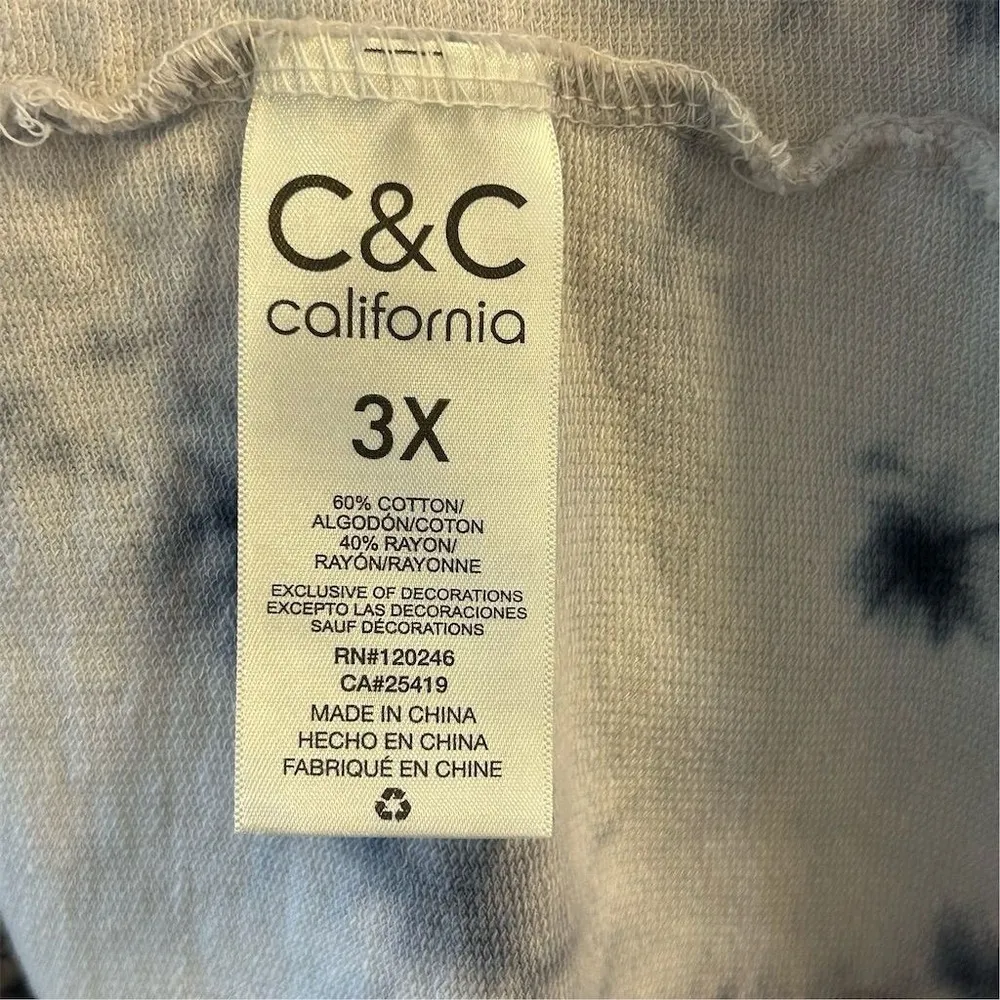 C&C
california
3X
60% COTTON/
ALGODÓN/COTON
40% RAYON/
RAYÓN/RAYONNE
EXCLUSIVE OF DECORATIONS
EXCEPTO LAS DECORACIONES
SAUF DÉCORATIONS
RN#120246
CA#25419
MADE IN CHINA
HECHO EN CHINA
FABRIQUÉ EN CHINE